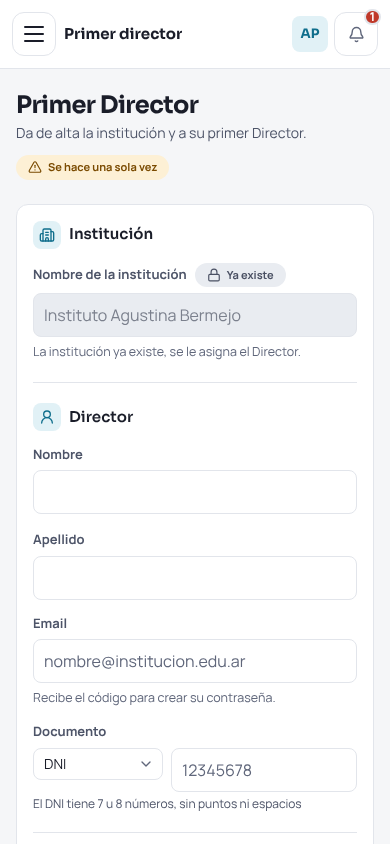 Primer director
AP
1
Primer Director
Da de alta la institución y a su primer Director.
Se hace una sola vez
Institución
Nombre de la institución
Ya existe
Instituto Agustina Bermejo
La institución ya existe, se le asigna el Director.
Director
Nombre
Apellido
Email
nombre@institucion.edu.ar
Recibe el código para crear su contraseña.
Documento
DNI
12345678
El DNI tiene 7 u 8 números, sin puntos ni espacios